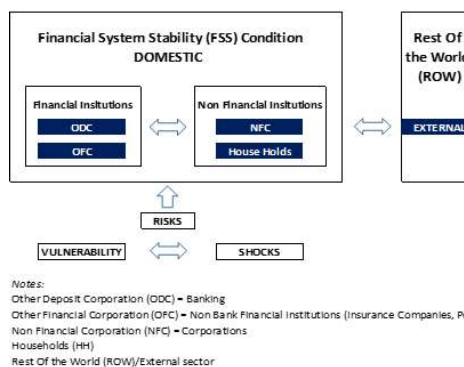 Financial System Stability (FSS) Condition
DOMESTIC
Rest Of
the World
(ROW)
Financial Insitutions
Non Financial Insitutions
ODC
NFC
EXTERNAL
OFC
House Holds
RISKS
VULNERABILITY
SHOCKS
Notes:
Other Deposit Corporation (ODC) = Banking
Other Financial Corporation (OFC) = Non Bank Financial Institutions (Insurance Companies,
Non Financial Corporation (NFC) = Corporations
Households (HH)
Rest Of the World (ROW)/External sector